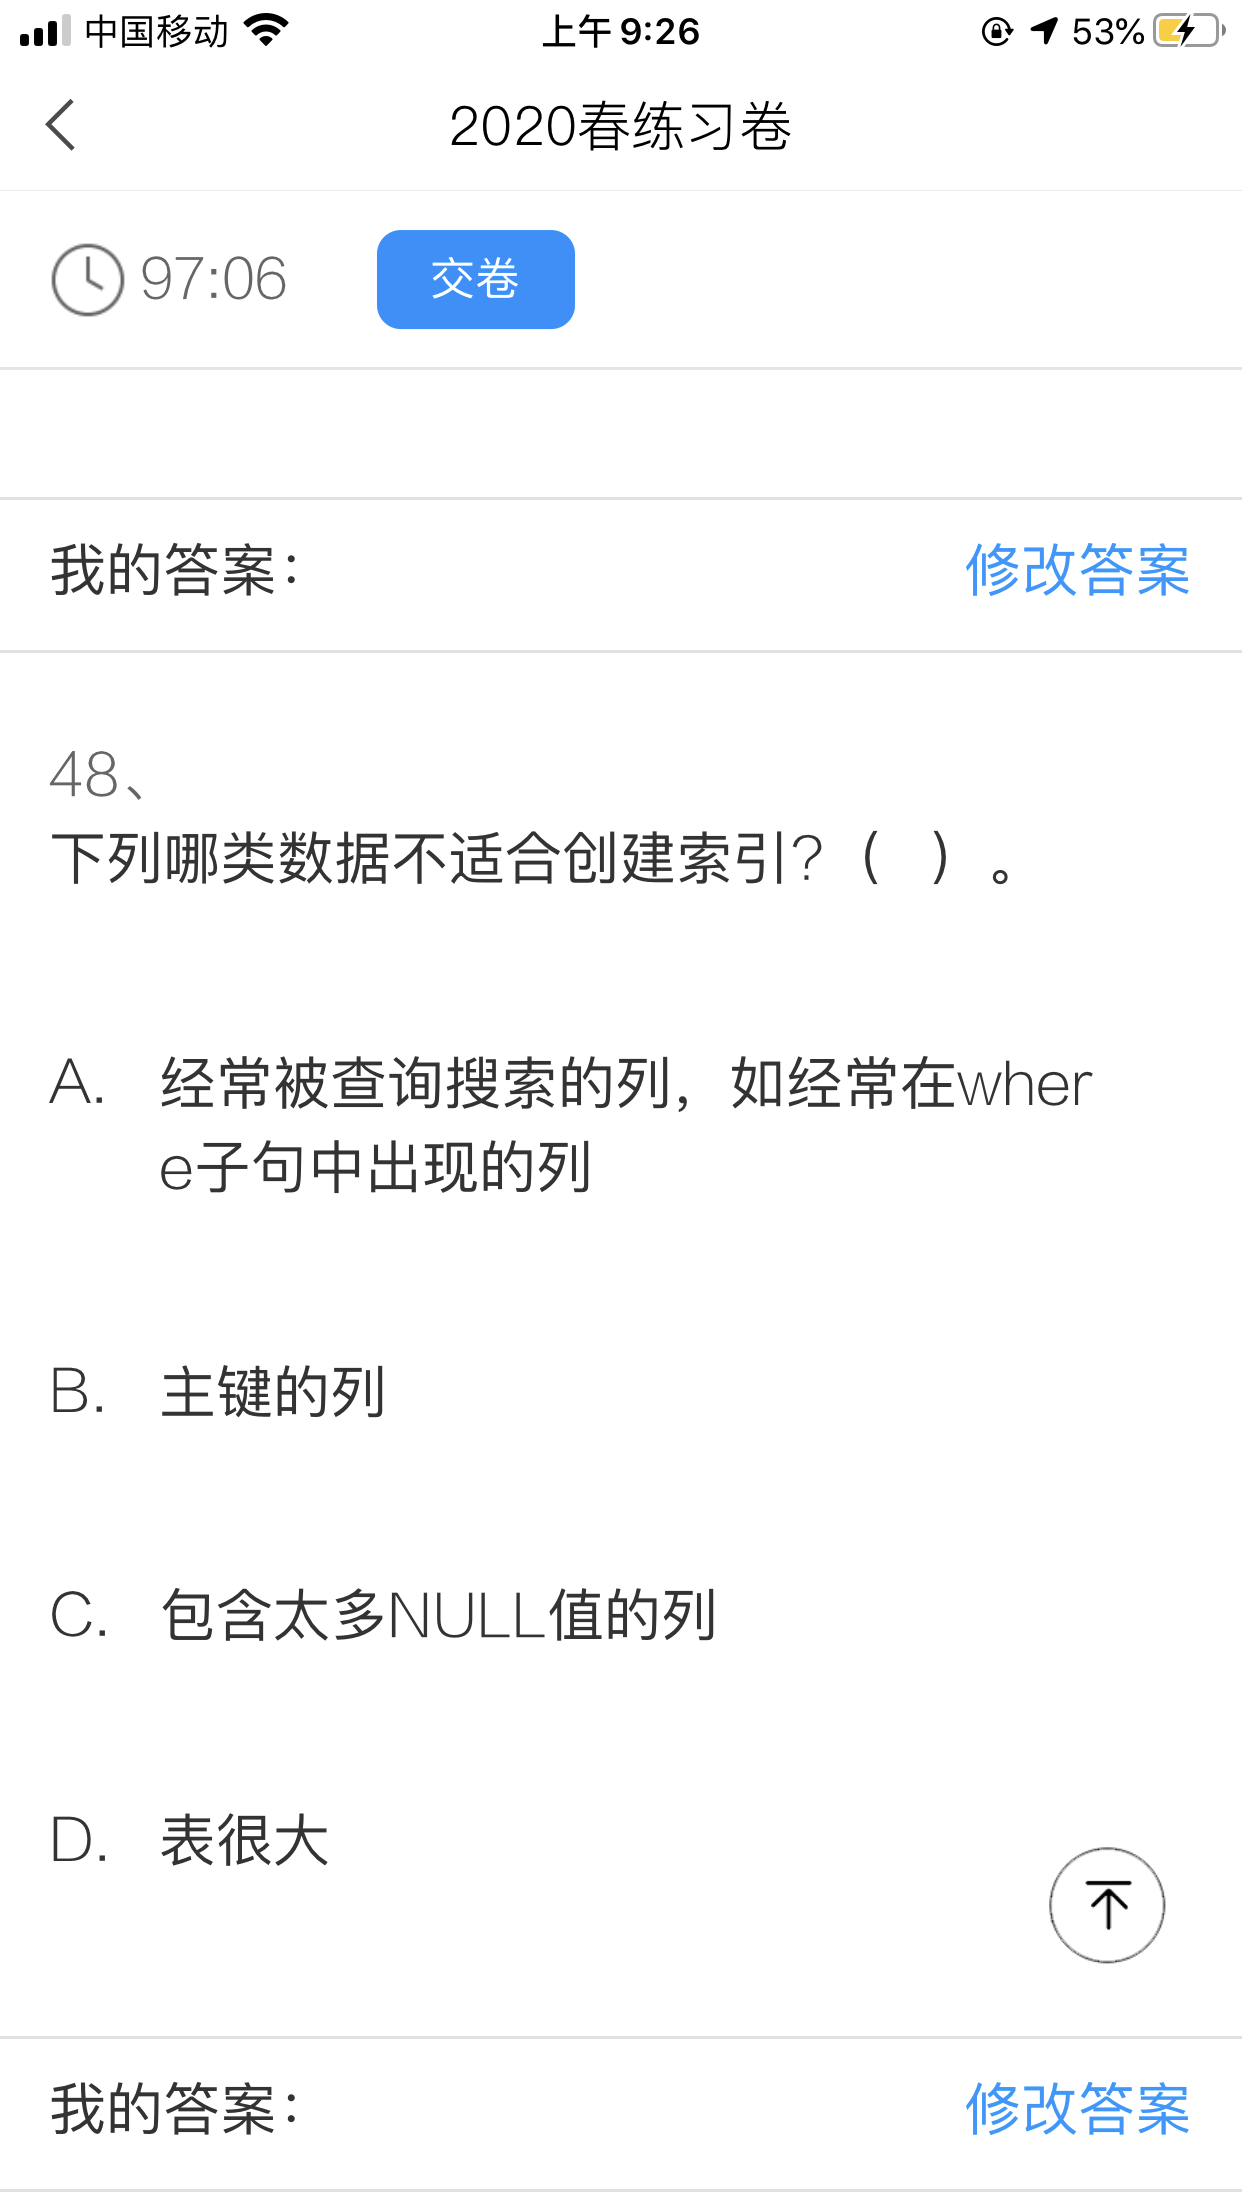 中国移动
上午 9:26
53%
2020春练习卷
97:06
交卷
我的答案：
修改答案
48、
下列哪类数据不适合创建索引?（ ）。
A. 经常被查询搜索的列，如经常在wher
e子句中出现的列
B. 主键的列
C. 包含太多NULL值的列
D. 表很大
我的答案：
修改答案